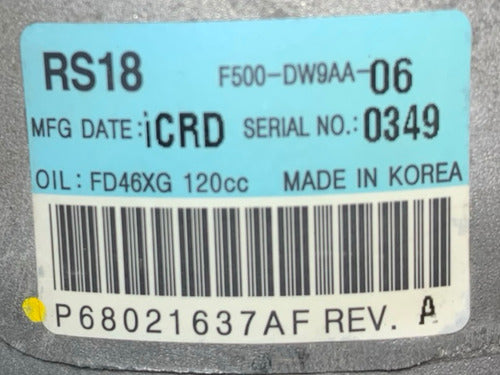 RS18 F500-DW9AA-06
MFG DATE:iCRD SERIAL NO.:0349
OIL: FD46XG 120cc MADE IN KOREA
P68021637AF REV. A